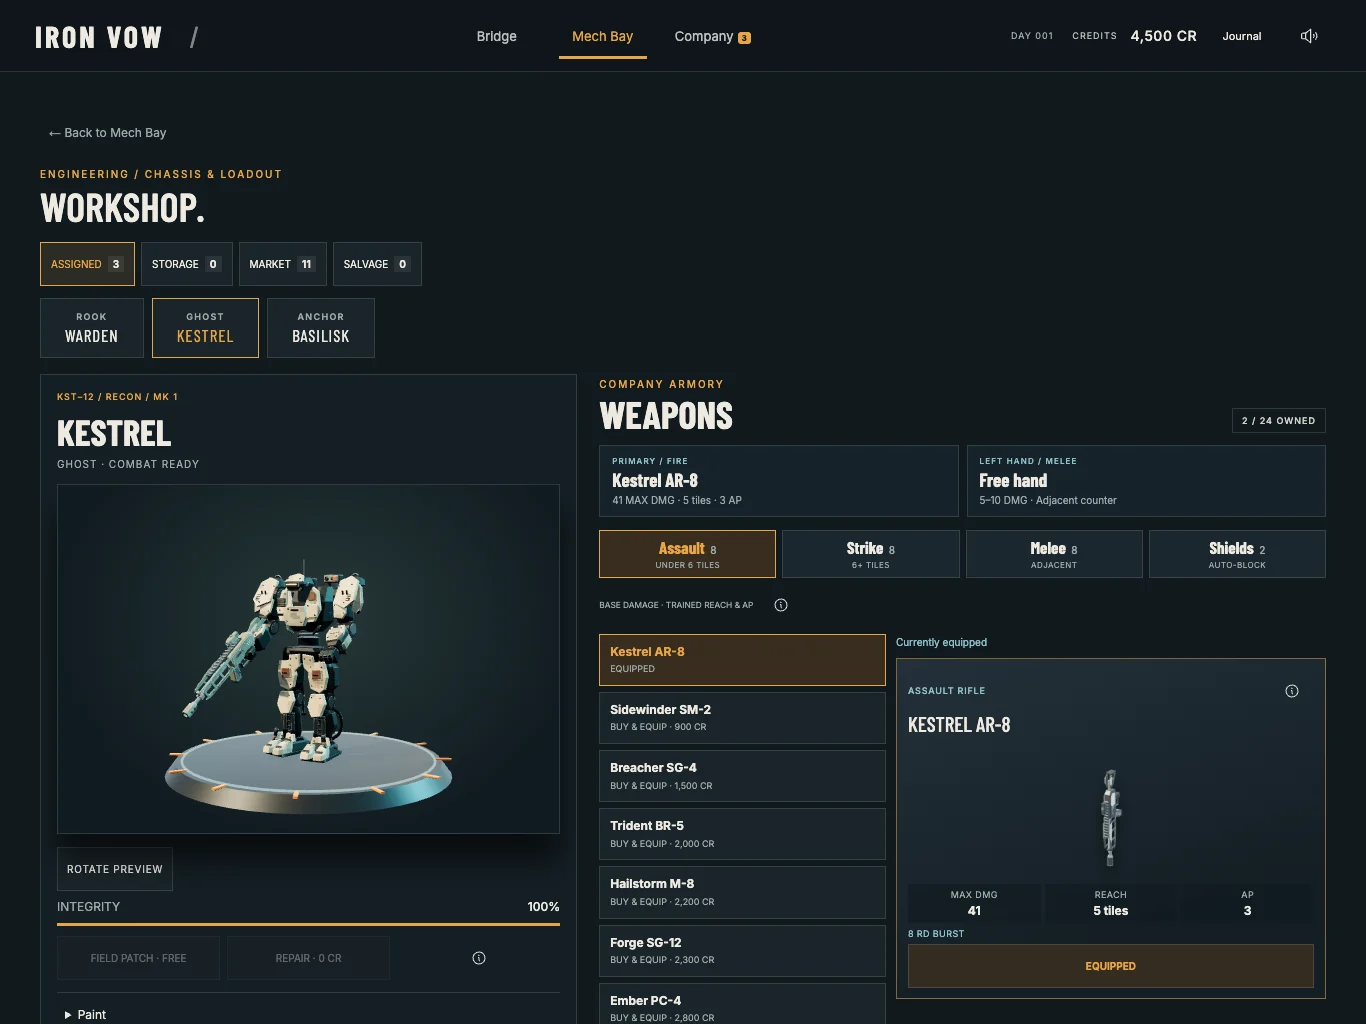 IRON VOW /
Bridge
Mech Bay
Company 3
DAY 001
CREDITS 4,500 CR
Journal
← Back to Mech Bay
ENGINEERING / CHASSIS & LOADOUT
WORKSHOP.
ASSIGNED 3
STORAGE 0
MARKET 11
SALVAGE 0
ROOK
WARDEN
GHOST
KESTREL
ANCHOR
BASILISK
KST-12 / RECON / MK 1
KESTREL
GHOST · COMBAT READY
ROTATE PREVIEW
INTEGRITY 100%
FIELD PATCH · FREE
REPAIR · 0 CR
Paint
COMPANY ARMORY
WEAPONS
2 / 24 OWNED
PRIMARY / FIRE
Kestrel AR-8
41 MAX DMG · 5 tiles · 3 AP
LEFT HAND / MELEE
Free hand
5–10 DMG · Adjacent counter
Assault 8
UNDER 6 TILES
Strike 8
6+ TILES
Melee 8
ADJACENT
Shields 2
AUTO-BLOCK
BASE DAMAGE · TRAINED REACH & AP
Kestrel AR-8
EQUIPPED
Sidewinder SM-2
BUY & EQUIP · 900 CR
Breacher SG-4
BUY & EQUIP · 1,500 CR
Trident BR-5
BUY & EQUIP · 2,000 CR
Hailstorm M-8
BUY & EQUIP · 2,200 CR
Forge SG-12
BUY & EQUIP · 2,300 CR
Ember PC-4
BUY & EQUIP · 2,800 CR
Currently equipped
ASSAULT RIFLE
KESTREL AR-8
MAX DMG
41
REACH
5 tiles
AP
3
8 RD BURST
EQUIPPED